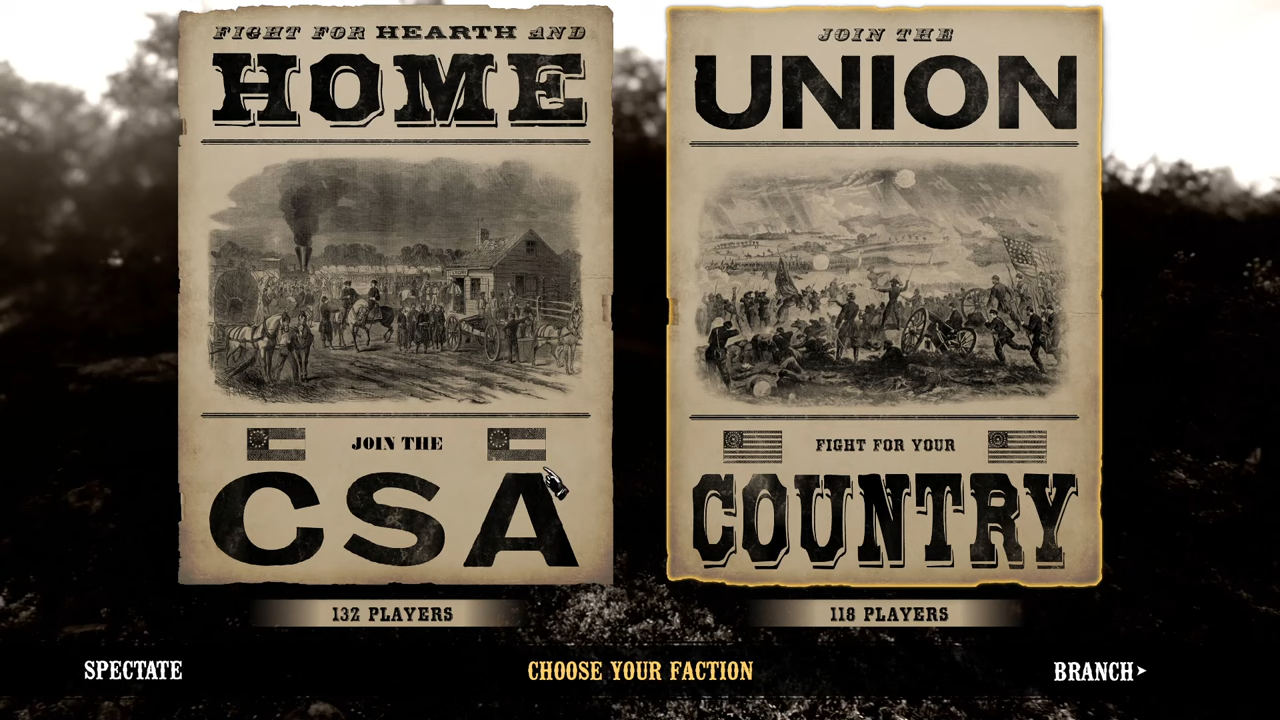 FIGHT FOR HEARTH AND
HOME
JOIN THE
CSA
132 PLAYERS
JOIN THE
UNION
FIGHT FOR YOUR
COUNTRY
118 PLAYERS
SPECTATE
CHOOSE YOUR FACTION
BRANCH